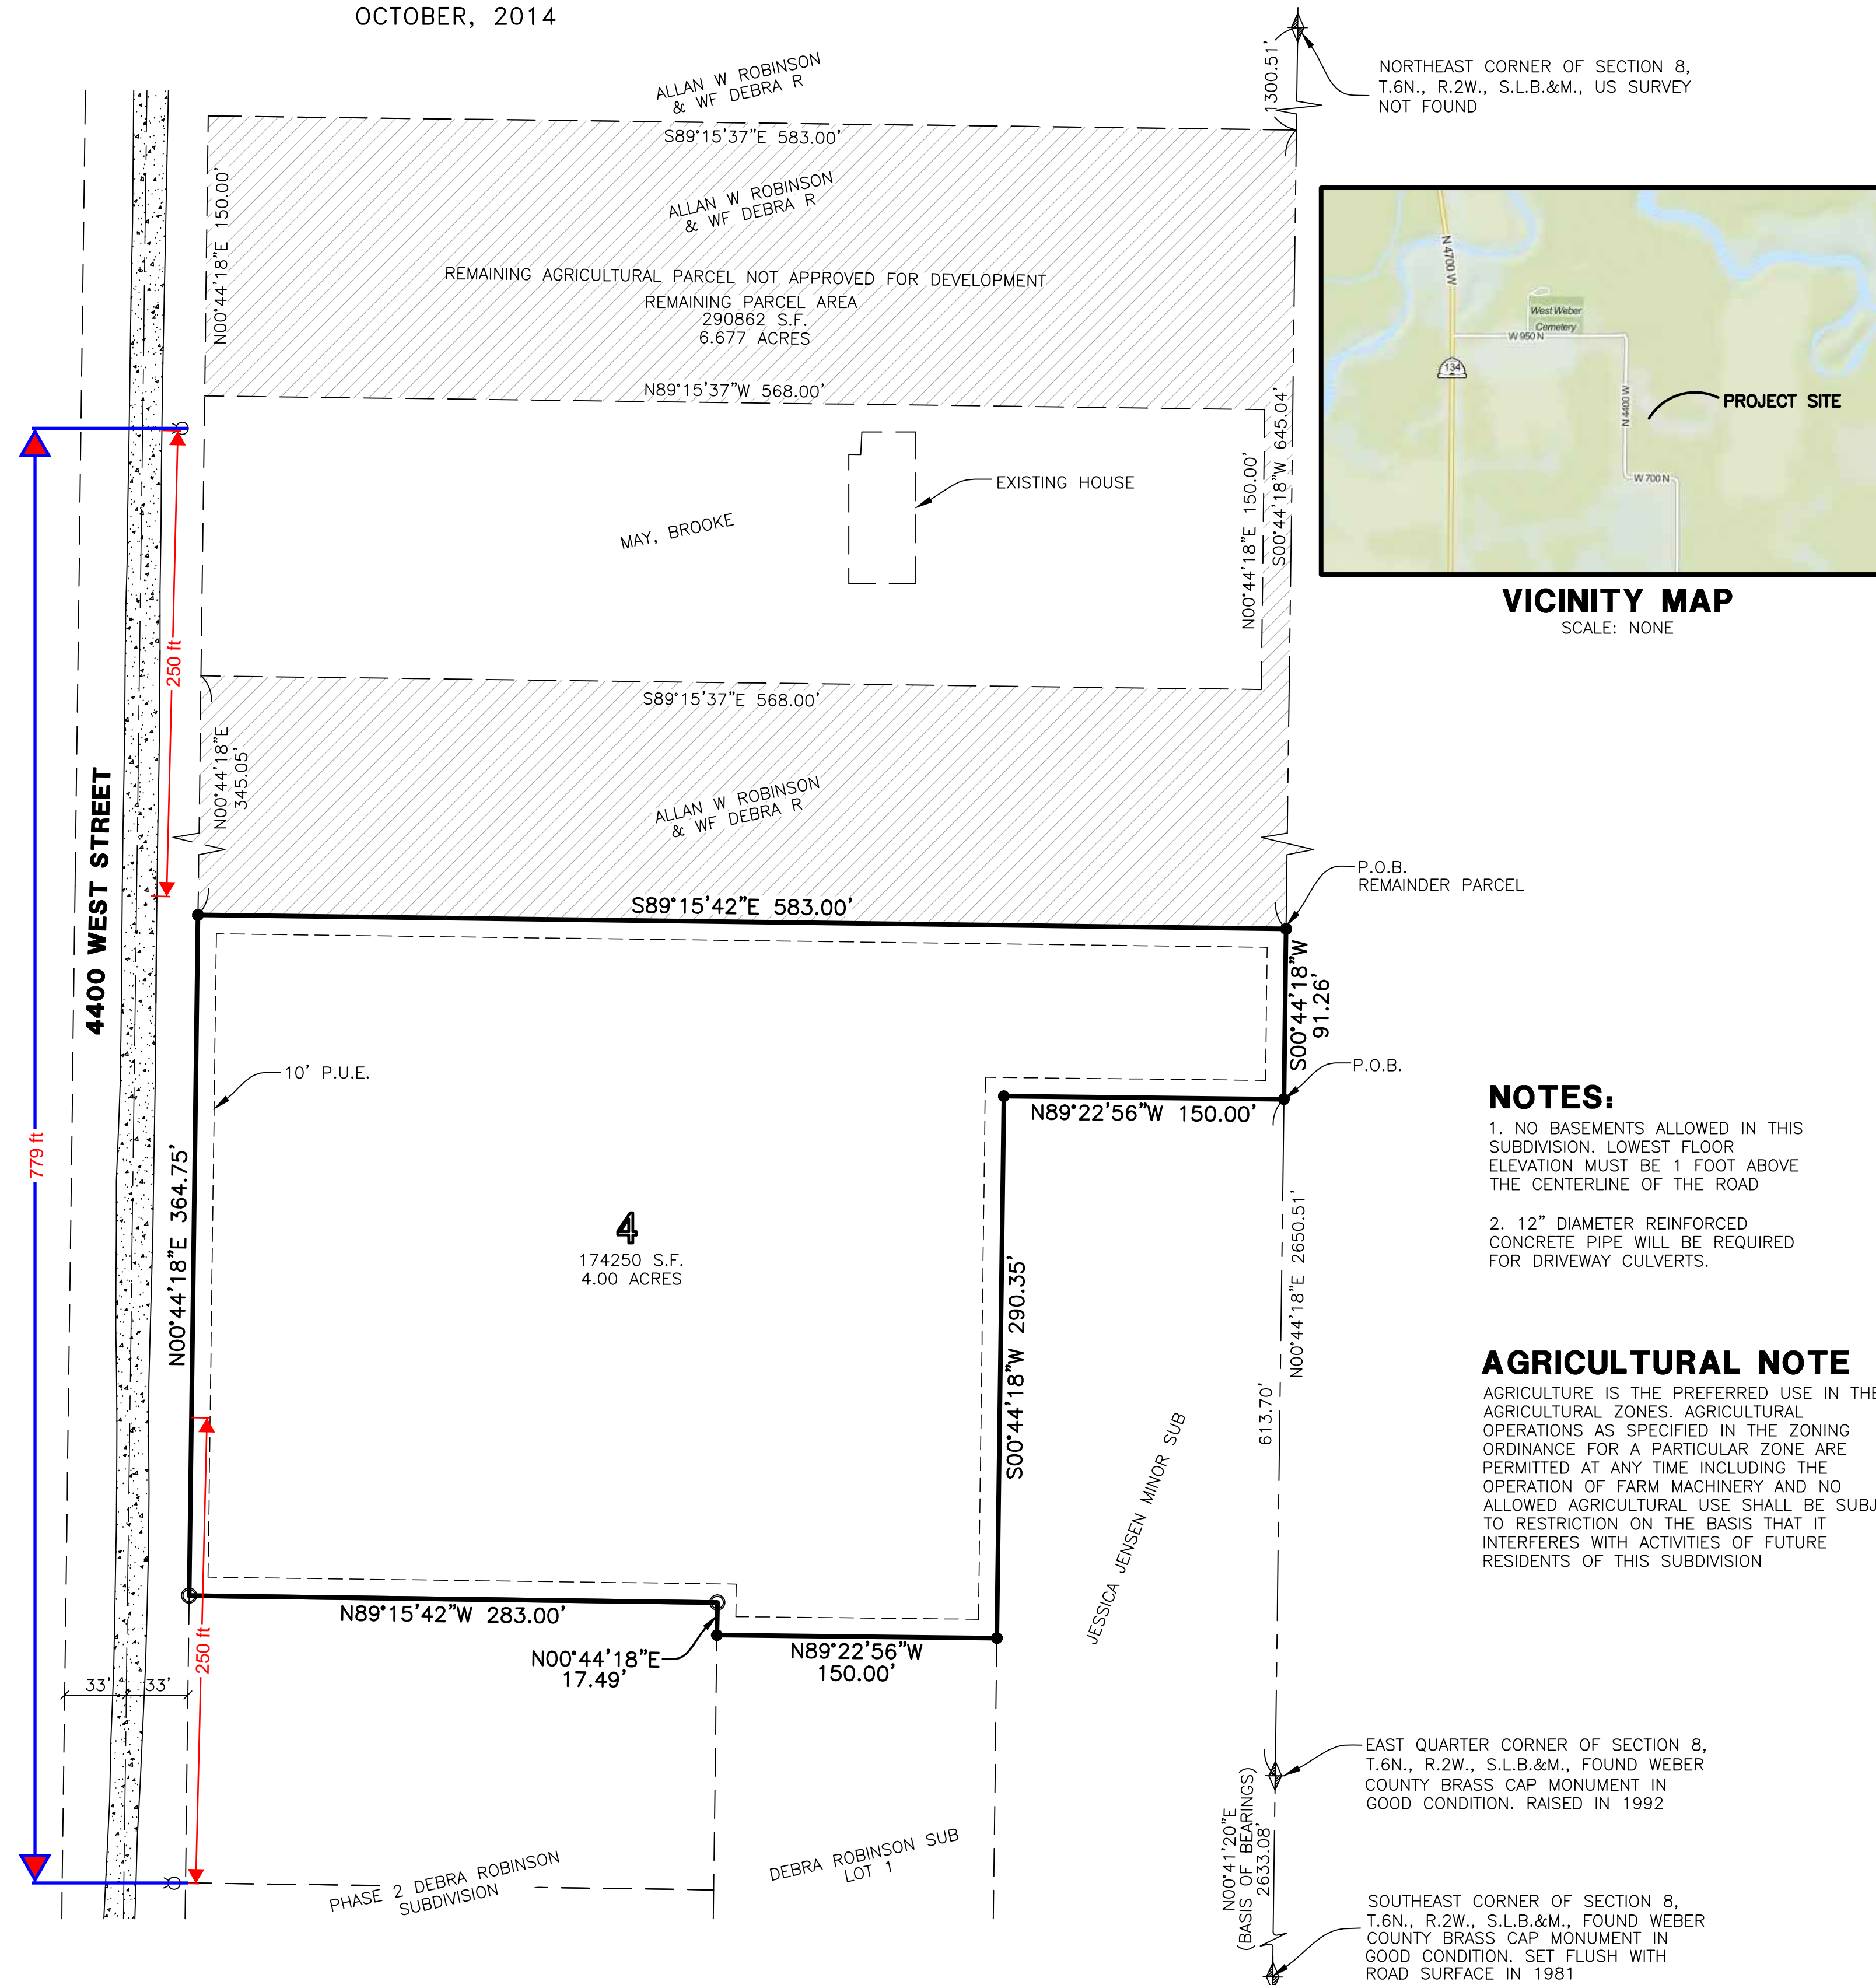 OCTOBER, 2014
1300.51'
NORTHEAST CORNER OF SECTION 8,
T.6N., R.2W., S.L.B.&M., US SURVEY
NOT FOUND
ALLAN W ROBINSON
& WF DEBRA R
S89°15'37"E 583.00'
N00°44'18"E 150.00'
ALLAN W ROBINSON
& WF DEBRA R
REMAINING AGRICULTURAL PARCEL NOT APPROVED FOR DEVELOPMENT
REMAINING PARCEL AREA
290862 S.F.
6.677 ACRES
N89°15'37"W 568.00'
N 4700 W
West Weber
Cemetery
W 950 N
134
N 4400 W
PROJECT SITE
W 700 N
VICINITY MAP
SCALE: NONE
EXISTING HOUSE
MAY, BROOKE
N00°44'18"E 150.00'
S00°44'18"W 645.04'
250 ft
S89°15'37"E 568.00'
N00°44'18"E
345.05'
ALLAN W ROBINSON
& WF DEBRA R
4400 WEST STREET
P.O.B.
REMAINDER PARCEL
S89°15'42"E 583.00'
S00°44'18"W
91.26'
P.O.B.
10' P.U.E.
N89°22'56"W 150.00'
779 ft
N00°44'18"E 364.75'
4
174250 S.F.
4.00 ACRES
S00°44'18"W 290.35'
N00°44'18"E 2650.51'
613.70'
JESSICA JENSEN MINOR SUB
NOTES:
1. NO BASEMENTS ALLOWED IN THIS
SUBDIVISION. LOWEST FLOOR
ELEVATION MUST BE 1 FOOT ABOVE
THE CENTERLINE OF THE ROAD
2. 12" DIAMETER REINFORCED
CONCRETE PIPE WILL BE REQUIRED
FOR DRIVEWAY CULVERTS.
AGRICULTURAL NOTE
AGRICULTURE IS THE PREFERRED USE IN THE
AGRICULTURAL ZONES. AGRICULTURAL
OPERATIONS AS SPECIFIED IN THE ZONING
ORDINANCE FOR A PARTICULAR ZONE ARE
PERMITTED AT ANY TIME INCLUDING THE
OPERATION OF FARM MACHINERY AND NO
ALLOWED AGRICULTURAL USE SHALL BE SUBJ
TO RESTRICTION ON THE BASIS THAT IT
INTERFERES WITH ACTIVITIES OF FUTURE
RESIDENTS OF THIS SUBDIVISION
N89°15'42"W 283.00'
250 ft
N00°44'18"E
17.49'
N89°22'56"W
150.00'
33' 33'
PHASE 2 DEBRA ROBINSON
SUBDIVISION
DEBRA ROBINSON SUB
LOT 1
EAST QUARTER CORNER OF SECTION 8,
T.6N., R.2W., S.L.B.&M., FOUND WEBER
COUNTY BRASS CAP MONUMENT IN
GOOD CONDITION. RAISED IN 1992
N00°41'20"E
(BASIS OF BEARINGS)
2633.08'
SOUTHEAST CORNER OF SECTION 8,
T.6N., R.2W., S.L.B.&M., FOUND WEBER
COUNTY BRASS CAP MONUMENT IN
GOOD CONDITION. SET FLUSH WITH
ROAD SURFACE IN 1981